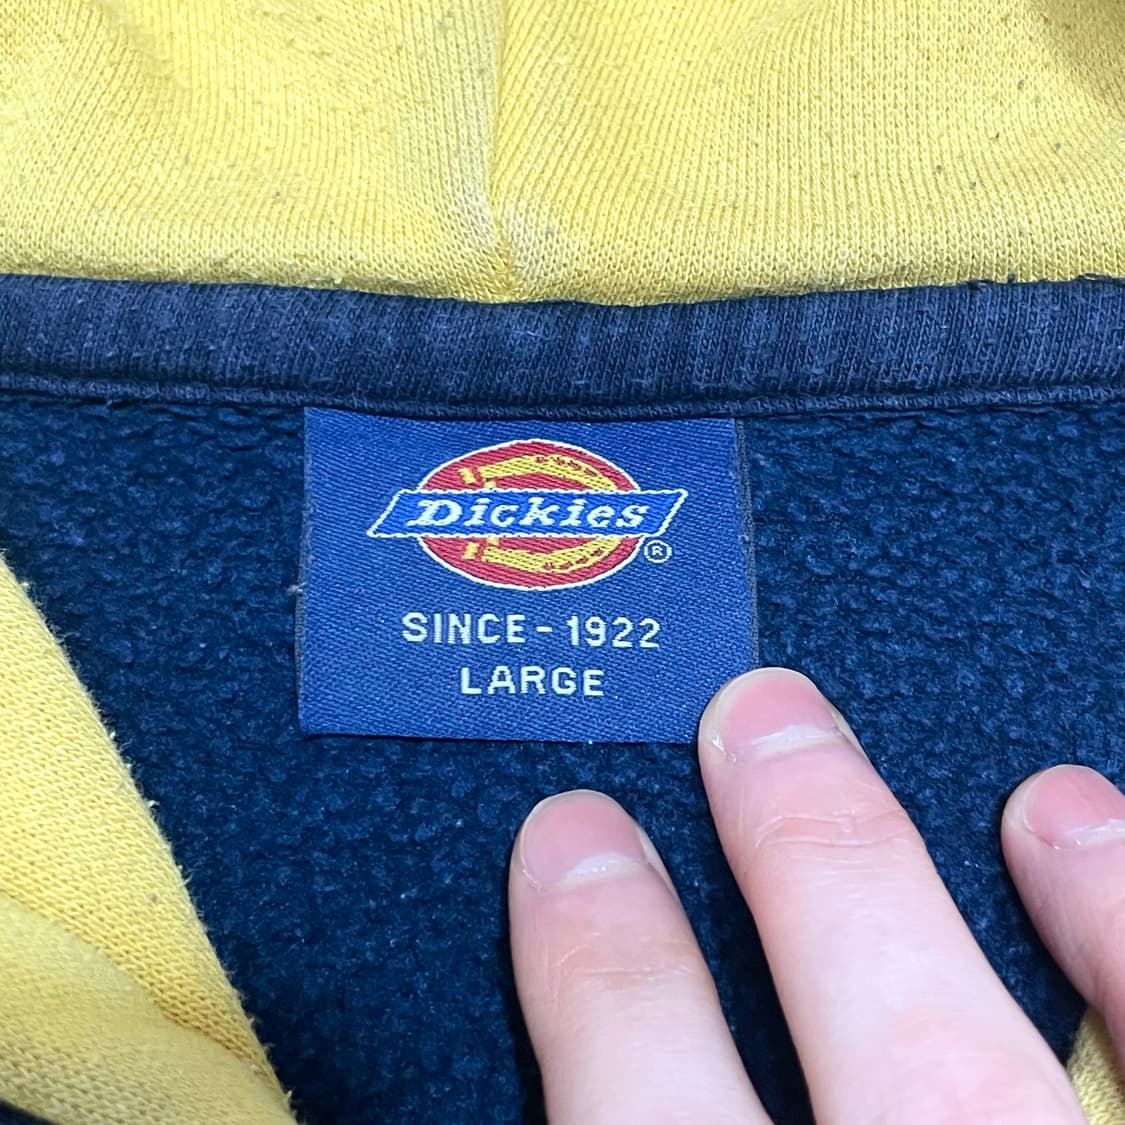 Dickies
®
SINCE - 1922
LARGE